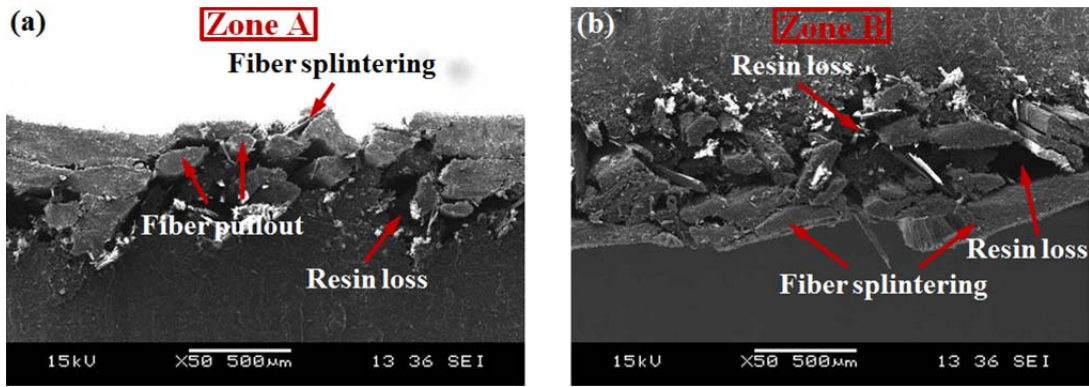 (a)
Zone A
Fiber splintering
Fiber pullout
Resin loss
15kV X50 500µm 13 36 SEI
(b)
Zone B
Resin loss
Resin loss
Fiber splintering
15kV X50 500µm 13 36 SEI